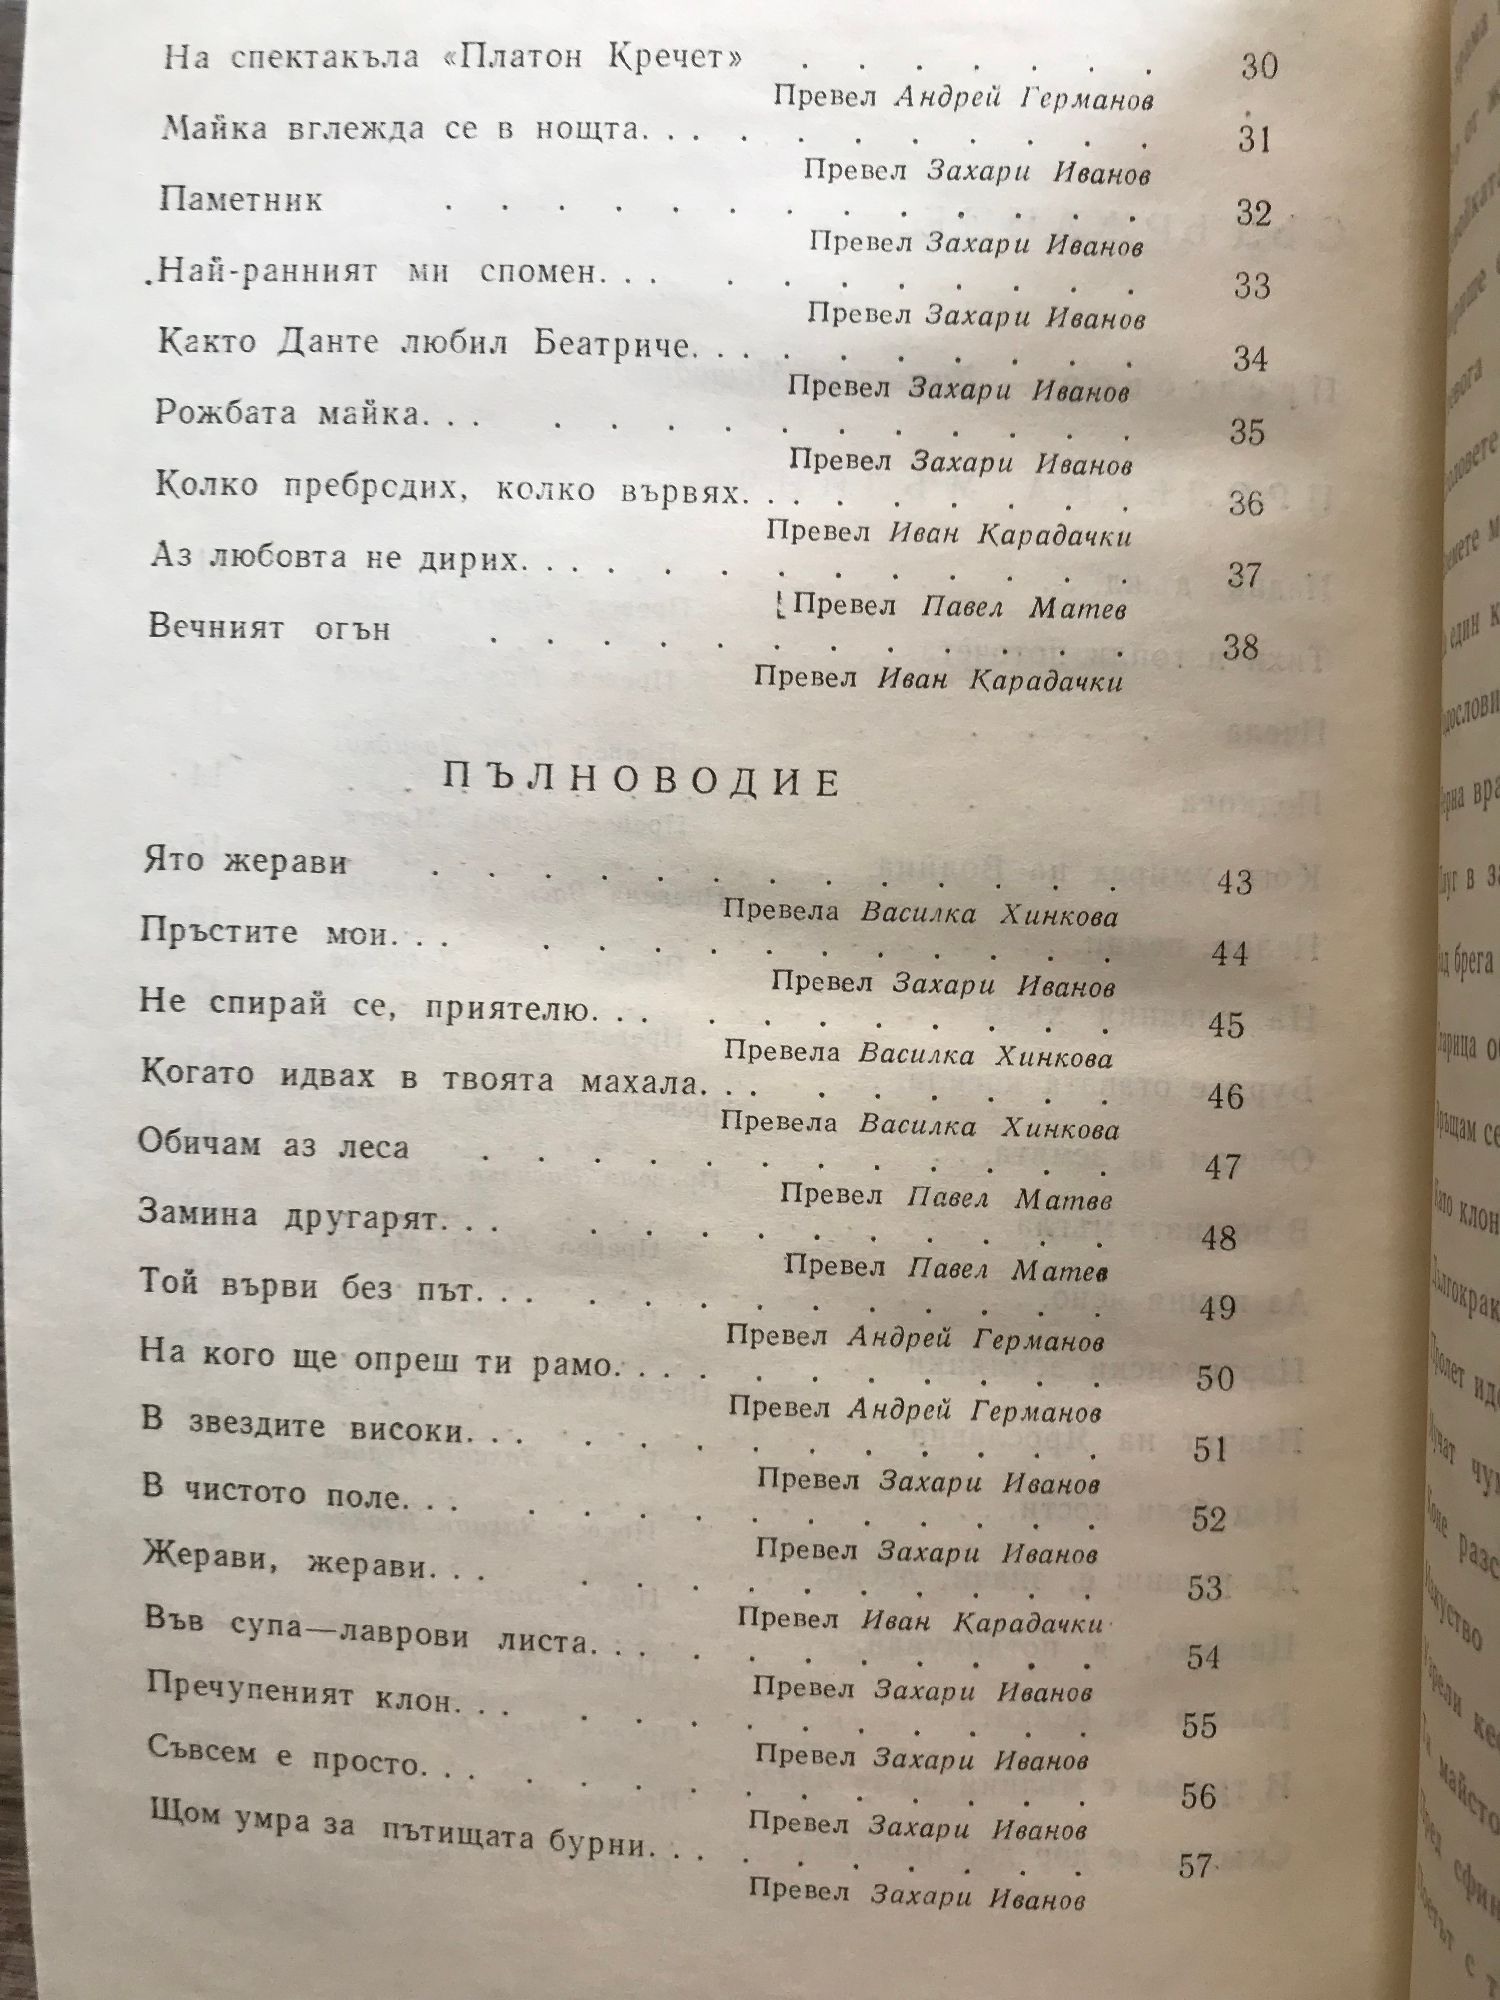 На спектакъла «Платон Кречет» . . . . . . . 30
Превел Андрей Германов
Майка вглежда се в нощта. . . . . . . . . . . 31
Превел Захари Иванов
Паметник . . . . . . . . . . . . . 32
Превел Захари Иванов
Най-ранният ми спомен. . . . . . . . . . . 33
Превел Захари Иванов
Както Данте любил Беатриче. . . . . . . . . . 34
Превел Захари Иванов
Рожбата майка. . . . . . . . . . . . . . 35
Превел Захари Иванов
Колко пребродих, колко вървях. . . . . . . . . 36
Превел Иван Карадачки
Аз любовта не дирих. . . . . . . . . . . . . 37
Превел Павел Матев
Вечният огън . . . . . . . . . . . . 38
Превел Иван Карадачки
ПЪЛНОВОДИЕ
Ято жерави . . . . . . . . . . . . . 43
Превела Василка Хинкова
Пръстите мои. . . . . . . . . . . . . . 44
Превел Захари Иванов
Не спирай се, приятелю. . . . . . . . . . . 45
Превела Василка Хинкова
Когато идвах в твоята махала. . . . . . . . . 46
Превела Василка Хинкова
Обичам аз леса . . . . . . . . . . . . 47
Превел Павел Матев
Замина другарят. . . . . . . . . . . . 48
Превел Павел Матев
Той върви без път. . . . . . . . . . . . . 49
Превел Андрей Германов
На кого ще опреш ти рамо. . . . . . . . . . . 50
Превел Андрей Германов
В звездите високи. . . . . . . . . . . . . 51
Превел Захари Иванов
В чистото поле. . . . . . . . . . . . . . 52
Превел Захари Иванов
Жерави, жерави. . . . . . . . . . . . . 53
Превел Иван Карадачки
Във супа—лаврови листа. . . . . . . . . . . 54
Превел Захари Иванов
Пречупеният клон. . . . . . . . . . . . . 55
Превел Захари Иванов
Съвсем е просто. . . . . . . . . . . . . . 56
Превел Захари Иванов
Щом умра за пътищата бурни. . . . . . . . . . . 57
Превел Захари Иванов